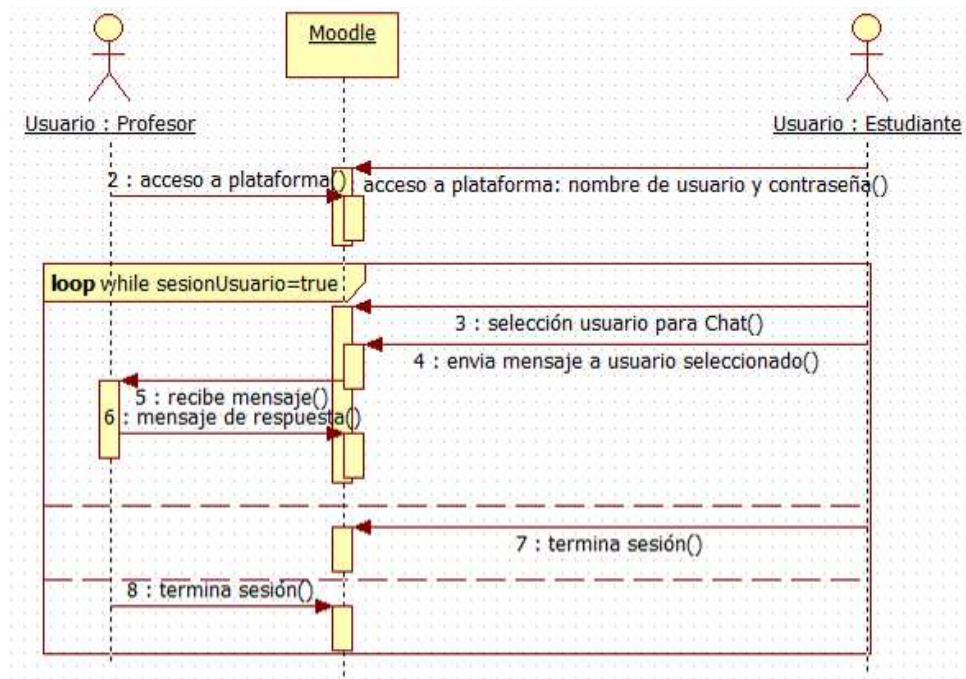 Moodle
Usuario : Profesor
Usuario : Estudiante
2 : acceso a plataforma()
: acceso a plataforma: nombre de usuario y contraseña()
loop while sesionUsuario=true
3 : selección usuario para Chat()
4 : envia mensaje a usuario seleccionado()
5 : recibe mensaje()
6 : mensaje de respuesta()
7 : termina sesión()
8 : termina sesión()